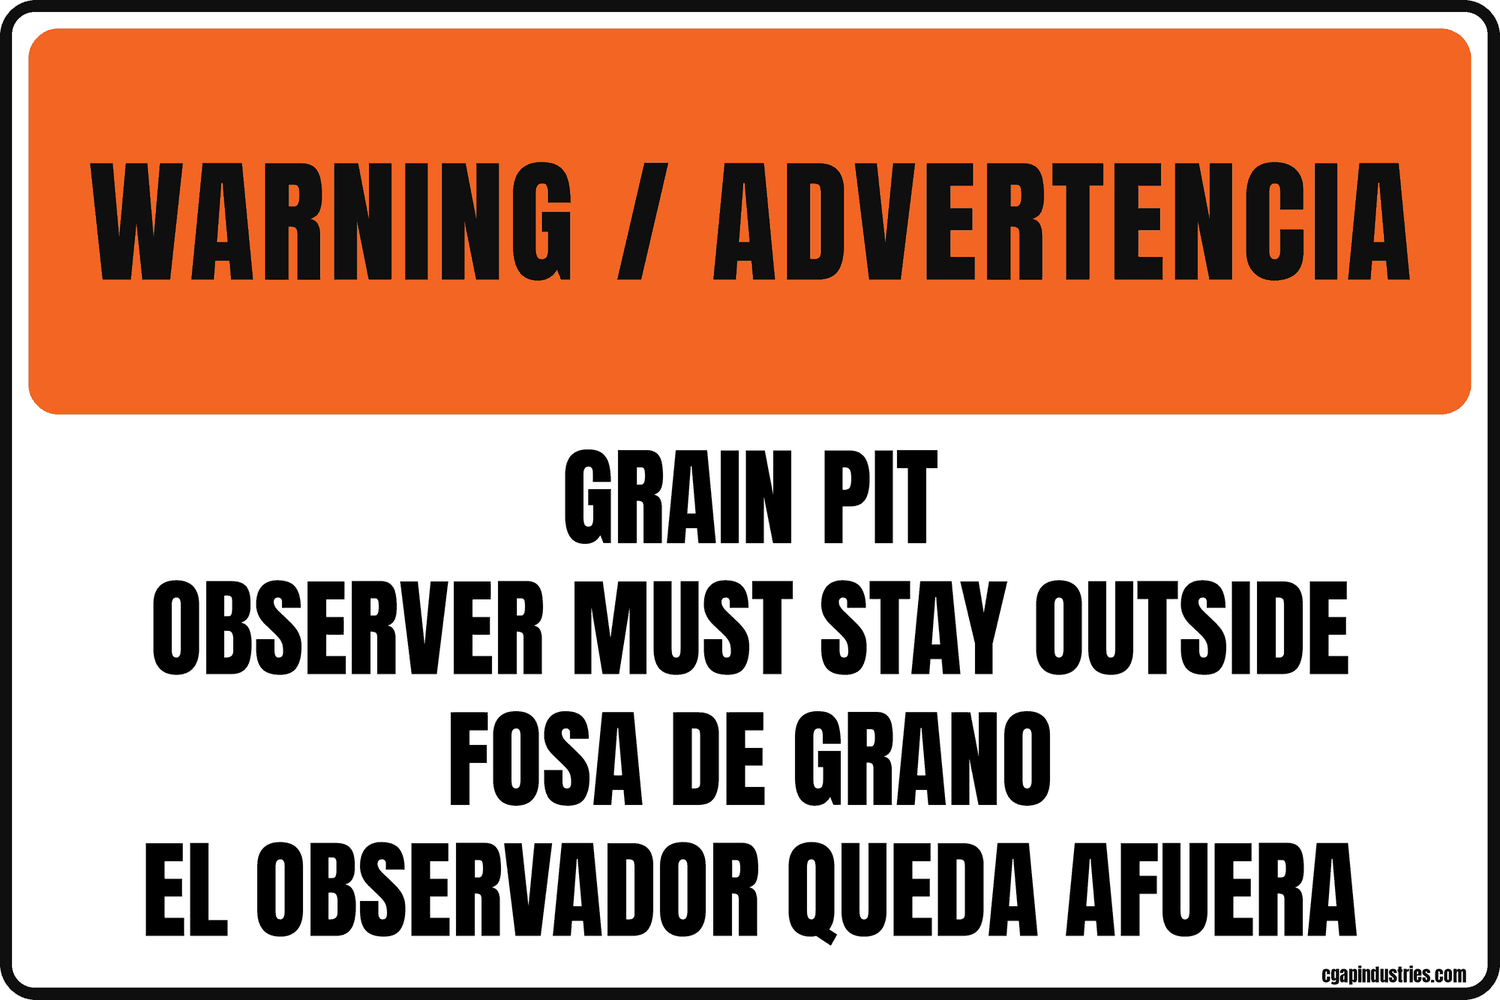 WARNING / ADVERTENCIA
GRAIN PIT
OBSERVER MUST STAY OUTSIDE
FOSA DE GRANO
EL OBSERVADOR QUEDA AFUERA
cgapindustries.com